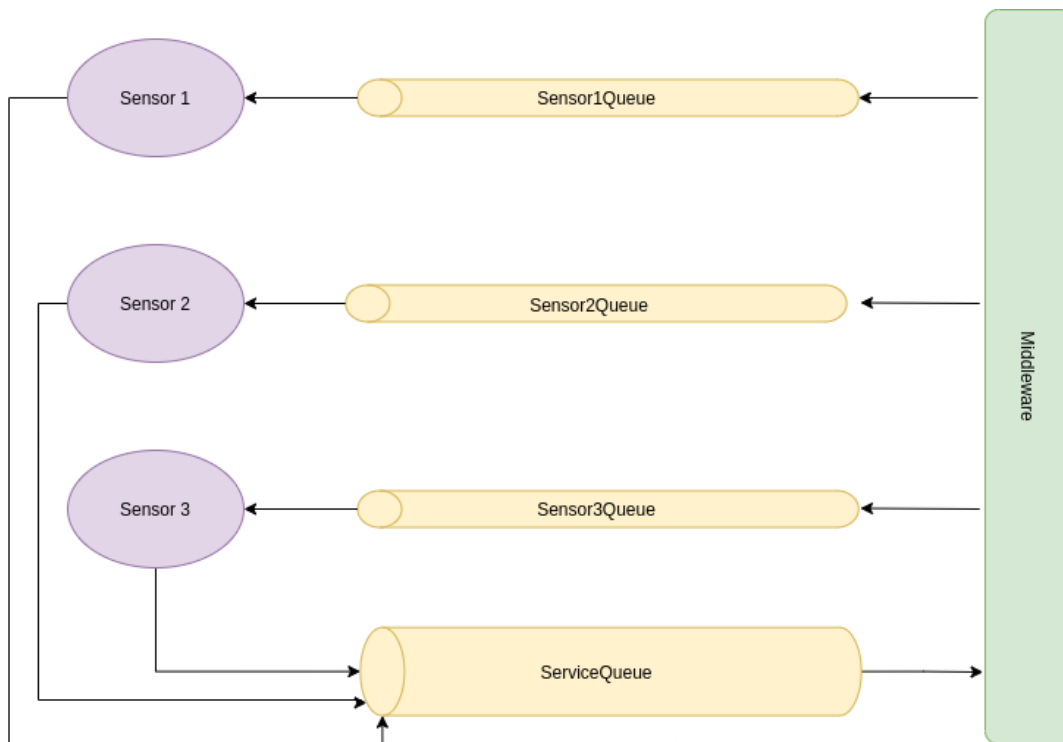 Sensor 1
Sensor1Queue
Sensor 2
Sensor2Queue
Middleware
Sensor 3
Sensor3Queue
ServiceQueue